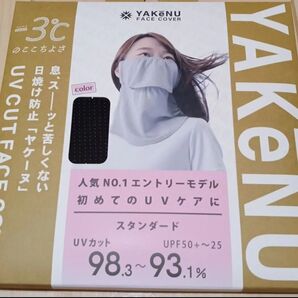 YAKeNU
FACE COVER
-3℃
のここちよさ
息、スーッと苦しくない
日焼け防止「ヤケーヌ」
UV CUT FACE
color
YAKeNU
人気NO.1エントリーモデル
初めてのUVケアに
スタンダード
UVカット
UPF50+~25
98.3~93.1%